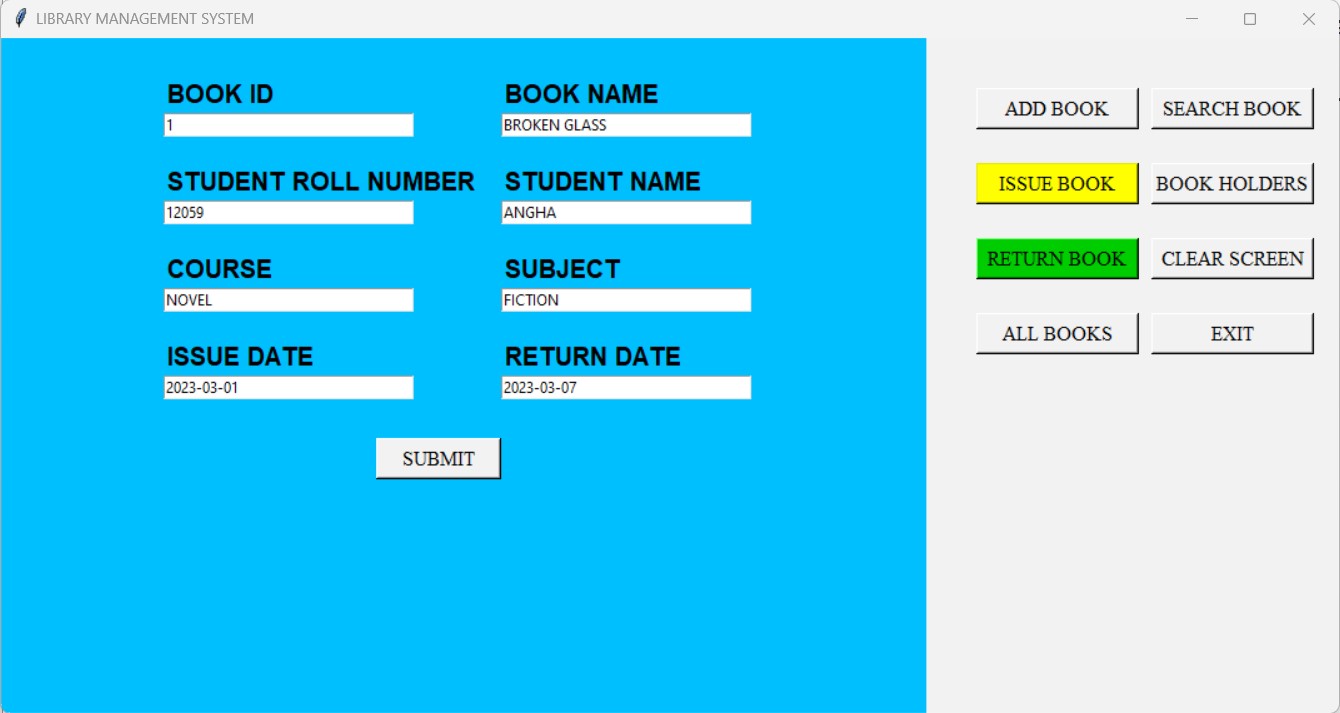 LIBRARY MANAGEMENT SYSTEM
BOOK ID
1
BOOK NAME
BROKEN GLASS
STUDENT ROLL NUMBER
12059
STUDENT NAME
ANGHA
COURSE
NOVEL
SUBJECT
FICTION
ISSUE DATE
2023-03-01
RETURN DATE
2023-03-07
SUBMIT
ADD BOOK
SEARCH BOOK
ISSUE BOOK
BOOK HOLDERS
RETURN BOOK
CLEAR SCREEN
ALL BOOKS
EXIT